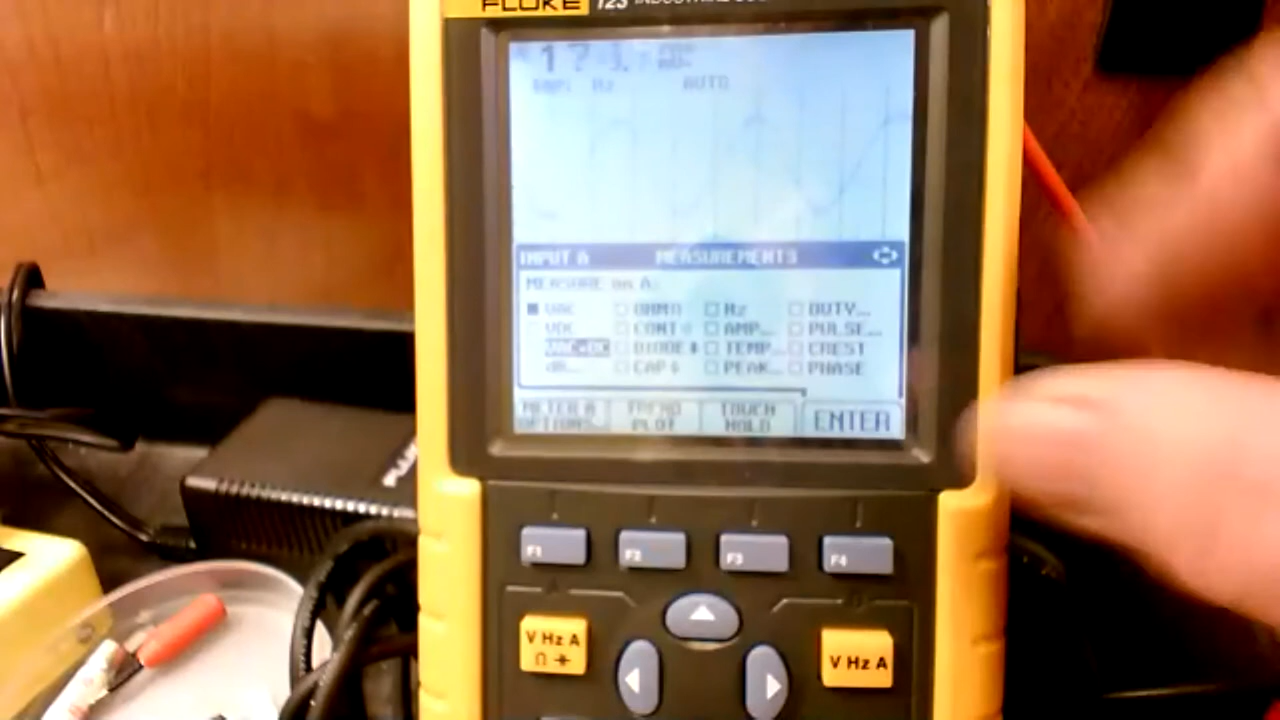 FLUKE 123
AUTO
INPUT A MEASUREMENTS
MEASURE on A:
VAC OHM Ω Hz DUTY...
VDC CONT AMP... PULSE...
VAC+DC DIODE TEMP... CREST
dB... CAP PEAK... PHASE
METER A TREND TOUCH ENTER
OPTIONS... PLOT HOLD
F1 F2 F3 F4
V Hz A
Ω
V Hz A